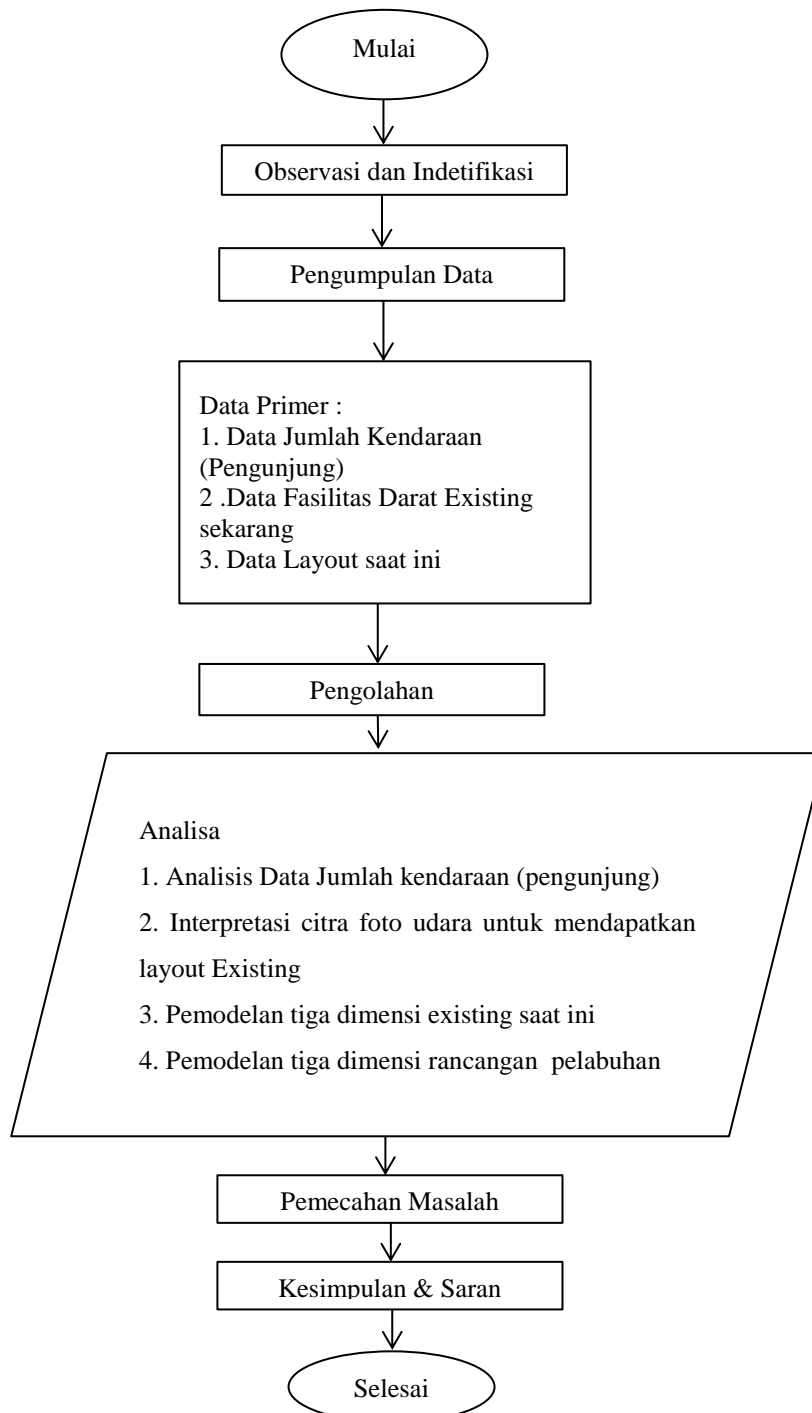 Mulai
Observasi dan Indetifikasi
Pengumpulan Data
Data Primer :
1. Data Jumlah Kendaraan
(Pengunjung)
2 .Data Fasilitas Darat Existing
sekarang
3. Data Layout saat ini
Pengolahan
Analisa
1. Analisis Data Jumlah kendaraan (pengunjung)
2. Interpretasi citra foto udara untuk mendapatkan
layout Existing
3. Pemodelan tiga dimensi existing saat ini
4. Pemodelan tiga dimensi rancangan pelabuhan
Pemecahan Masalah
Kesimpulan & Saran
Selesai